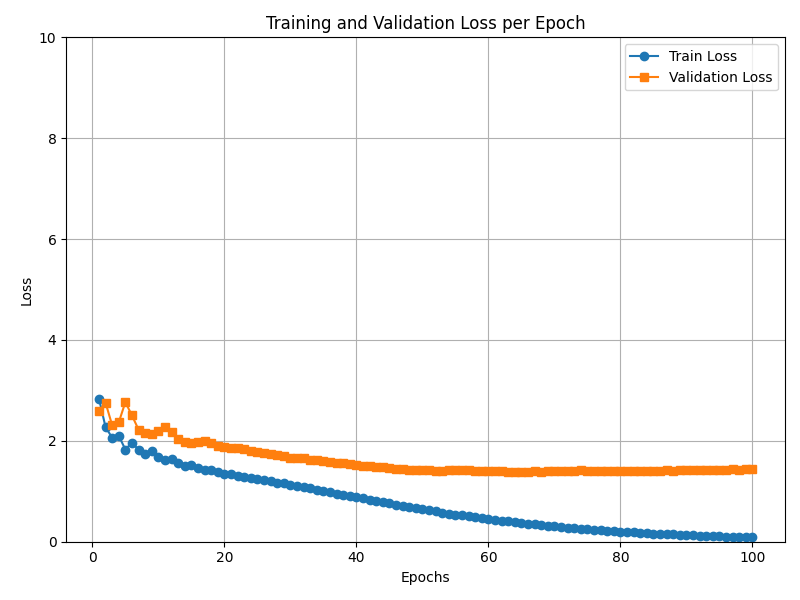 Training and Validation Loss per Epoch
Train Loss
Validation Loss
Loss
10
8
6
4
2
0
0 20 40 60 80 100
Epochs